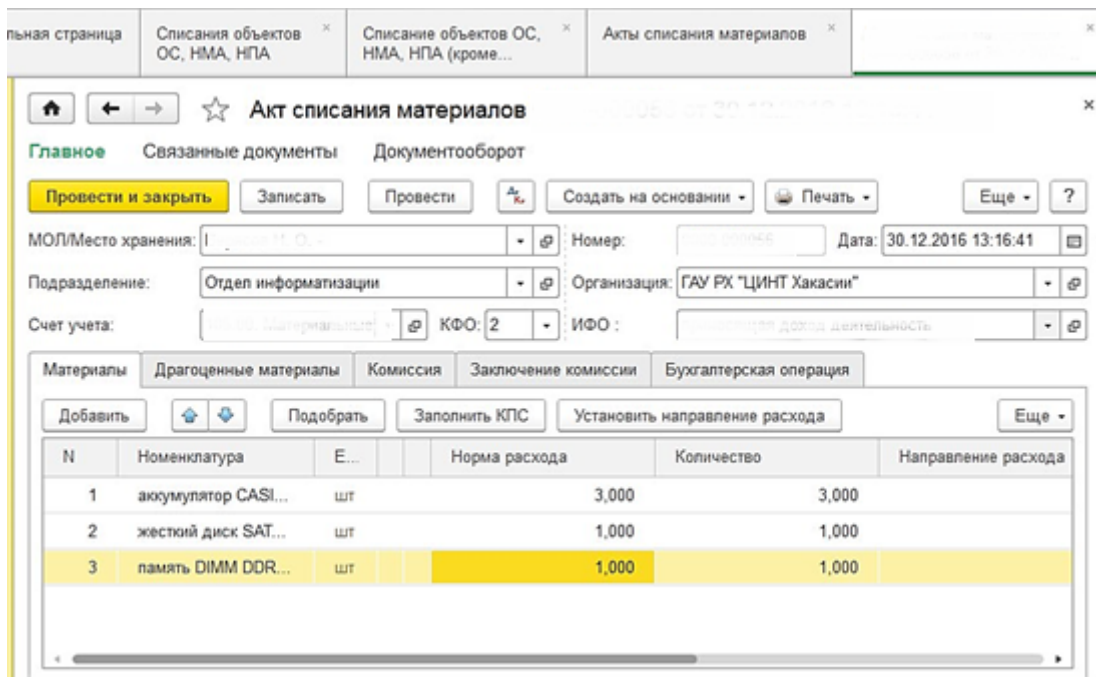 льная страница
Списания объектов ОС, НМА, НПА
Списание объектов ОС, НМА, НПА (кроме...
Акты списания материалов
Акт списания материалов
Главное Связанные документы Документооборот
Провести и закрыть Записать Провести Создать на основании Печать Еще ?
МОЛ/Место хранения: Номер: Дата: 30.12.2016 13:16:41
Подразделение: Отдел информатизации Организация: ГАУ РХ "ЦИНТ Хакасии"
Счет учета: КФО: 2 ИФО :
Материалы Драгоценные материалы Комиссия Заключение комиссии Бухгалтерская операция
Добавить Подобрать Заполнить КПС Установить направление расхода Еще
N Номенклатура Е... Норма расхода Количество Направление расхода
1 аккумулятор CASI... шт 3,000 3,000
2 жесткий диск SAT... шт 1,000 1,000
3 память DIMM DDR... шт 1,000 1,000